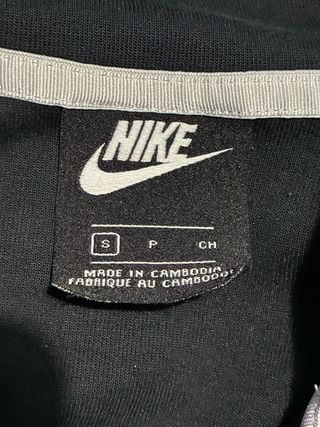 NIKE
S P CH
MADE IN CAMBODIA
FABRIQUE AU CAMBODGE